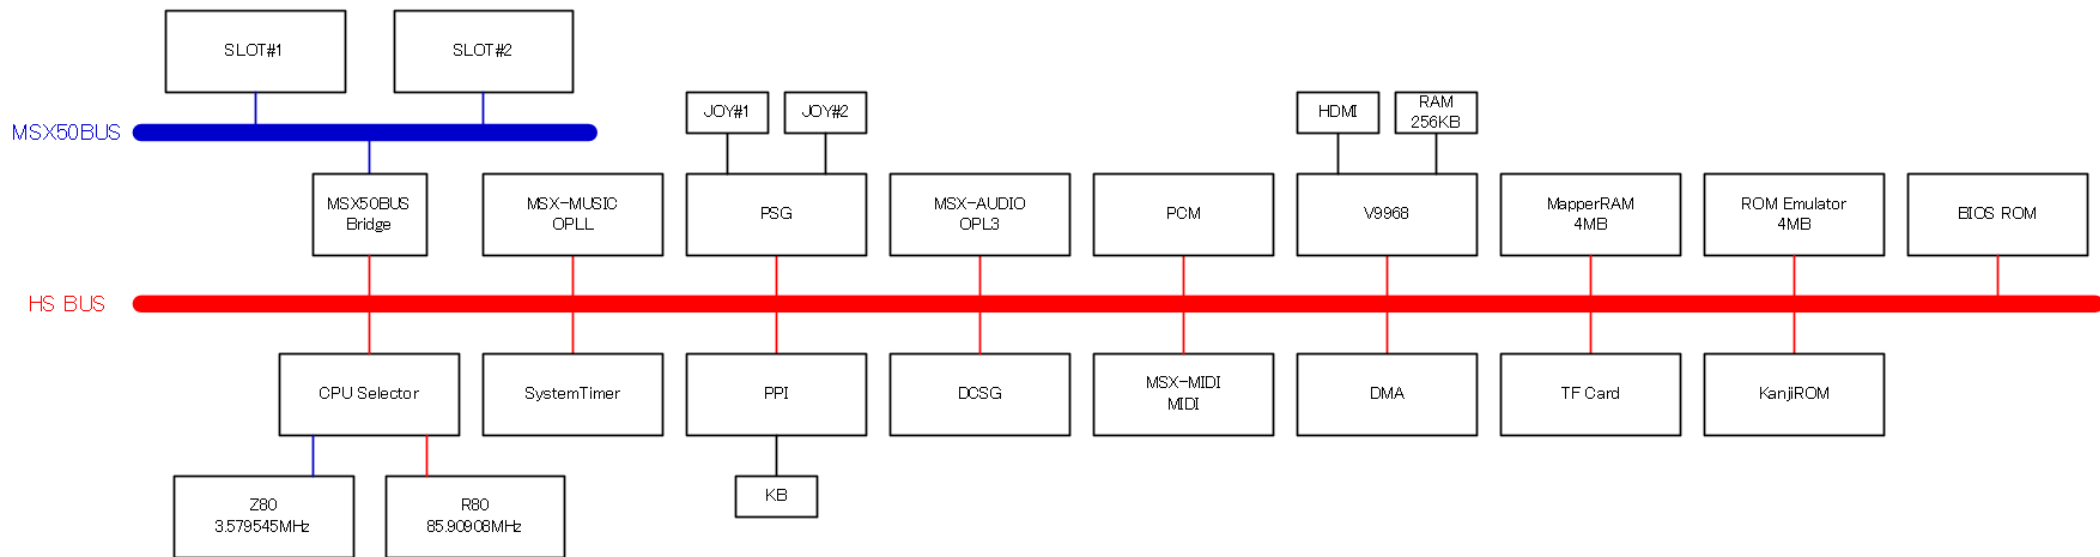 SLOT#1
SLOT#2
MSX50BUS
JOY#1
JOY#2
HDMI
RAM
256KB
MSX50BUS
Bridge
MSX-MUSIC
OPLL
PSG
MSX-AUDIO
OPL3
PCM
V9968
MapperRAM
4MB
ROM Emulator
4MB
BIOS ROM
HS BUS
CPU Selector
SystemTimer
PPI
DCSG
MSX-MIDI
MIDI
DMA
TF Card
KanjiROM
Z80
3.579545MHz
R80
85.90908MHz
KB